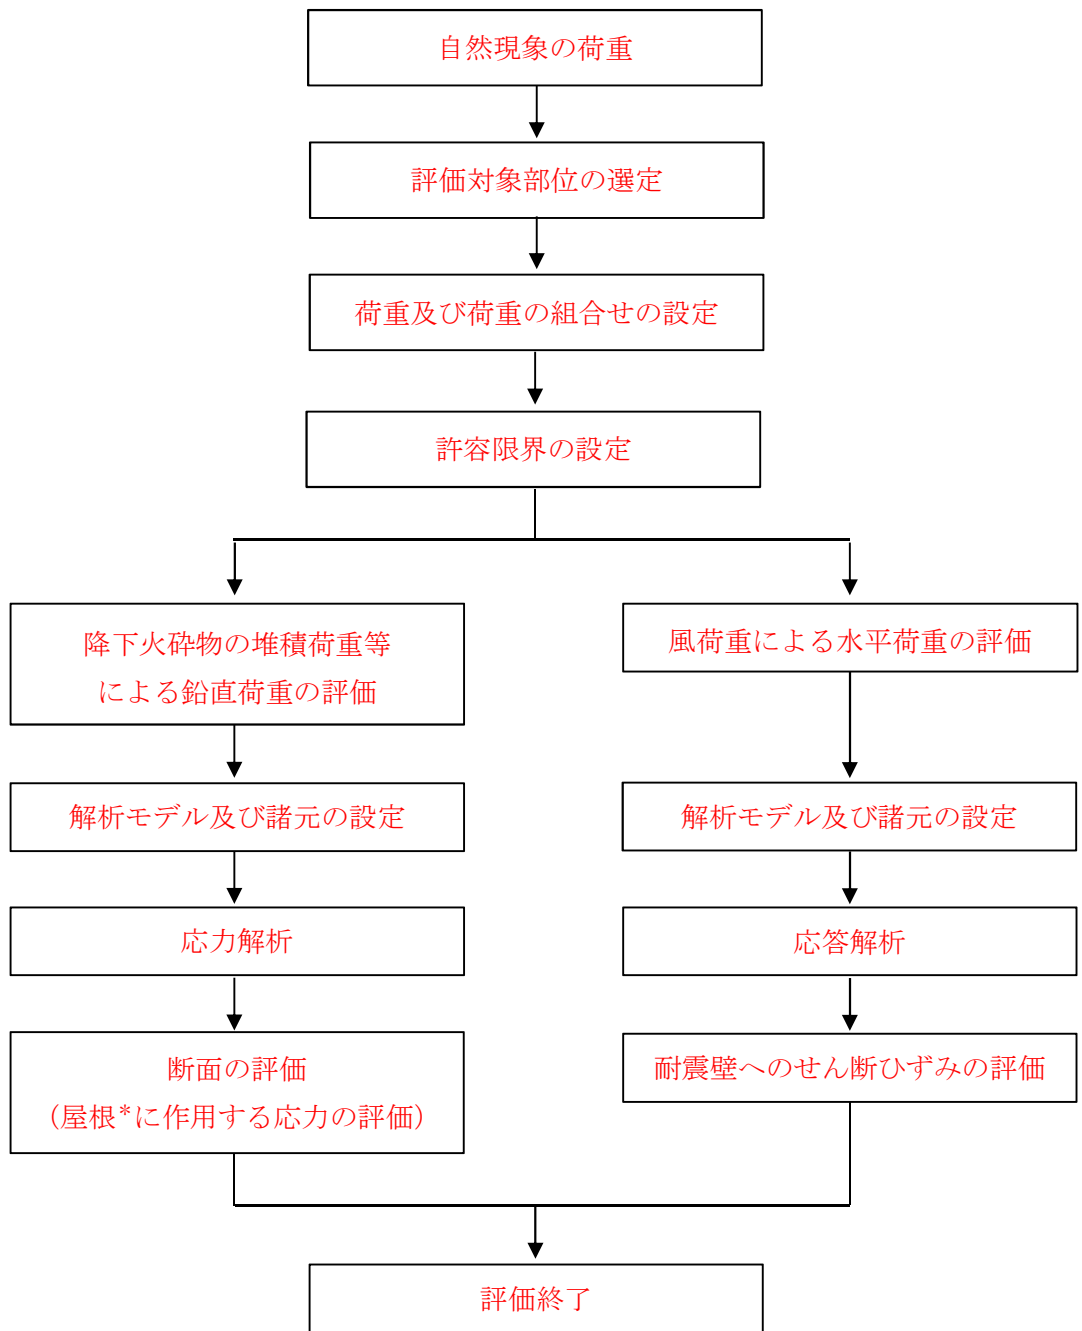 自然現象の荷重
評価対象部位の選定
荷重及び荷重の組合せの設定
許容限界の設定
降下火砕物の堆積荷重等
による鉛直荷重の評価
風荷重による水平荷重の評価
解析モデル及び諸元の設定
解析モデル及び諸元の設定
応力解析
応答解析
断面の評価
(屋根*に作用する応力の評価)
耐震壁へのせん断ひずみの評価
評価終了